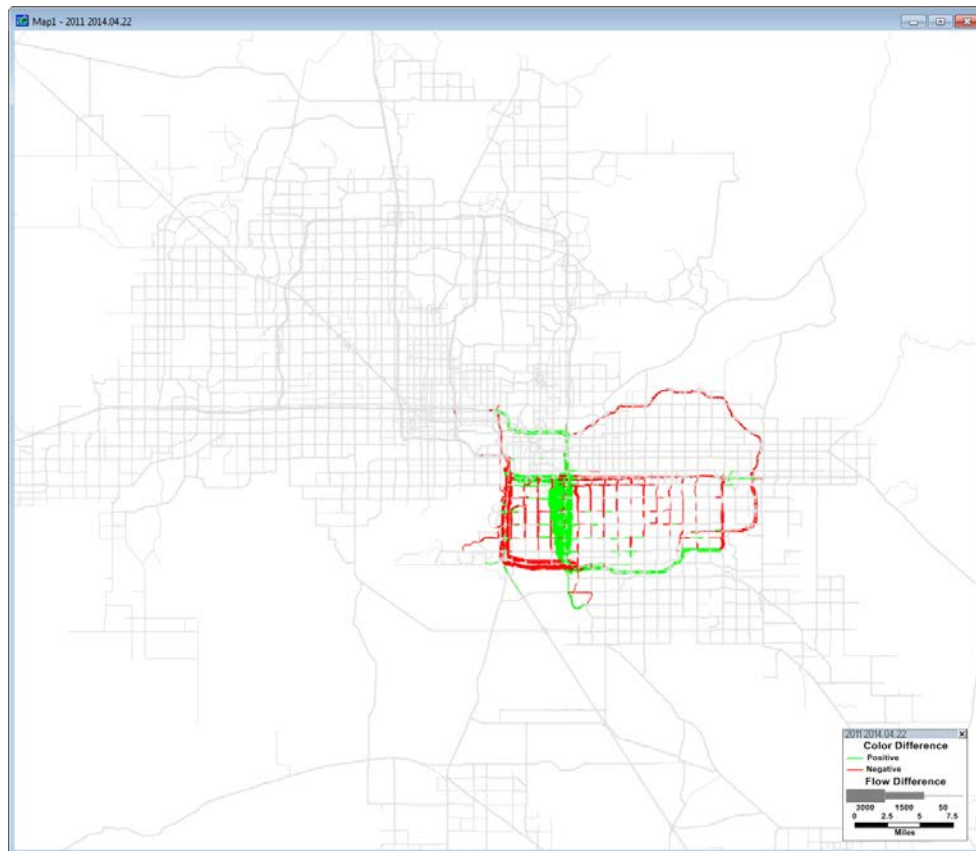 Map1 - 2011 2014.04.22
2011 2014.04.22
Color Difference
Positive
Negative
Flow Difference
3000 1500 50
0 2.5 5 7.5
Miles